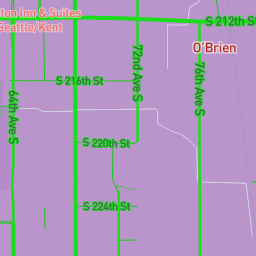 ton Inn & Suites
Seattle/Kent
S 212th St
O'Brien
S 216th St
72nd Ave S
76th Ave S
64th Ave S
S 220th St
S 224th St